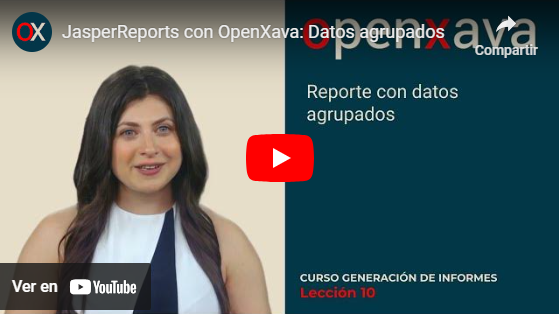 OX
JasperReports con OpenXava: Datos agrupados
openxava
Compartir
Reporte con datos
agrupados
CURSO GENERACIÓN DE INFORMES
Lección 10
Ver en YouTube